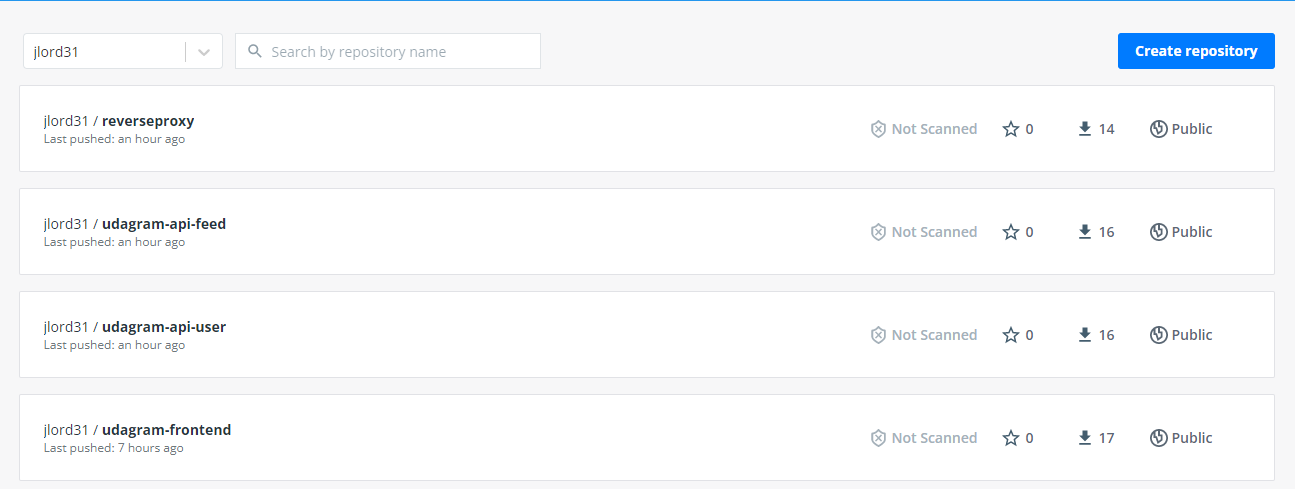 jlord31
Search by repository name
Create repository
jlord31 / reverseproxy
Last pushed: an hour ago
Not Scanned
0
14
Public
jlord31 / udagram-api-feed
Last pushed: an hour ago
Not Scanned
0
16
Public
jlord31 / udagram-api-user
Last pushed: an hour ago
Not Scanned
0
16
Public
jlord31 / udagram-frontend
Last pushed: 7 hours ago
Not Scanned
0
17
Public